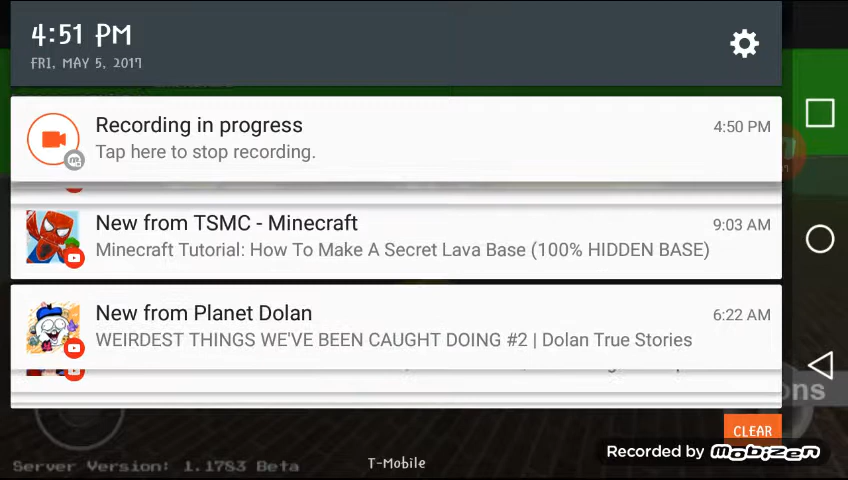 4:51 PM
FRI, MAY 5, 2017
Recording in progress
4:50 PM
Tap here to stop recording.
New from TSMC - Minecraft
9:03 AM
Minecraft Tutorial: How To Make A Secret Lava Base (100% HIDDEN BASE)
New from Planet Dolan
6:22 AM
WEIRDEST THINGS WE'VE BEEN CAUGHT DOING #2 | Dolan True Stories
CLEAR
Recorded by mobizen
T-Mobile
Server Version: 1.1783 Beta